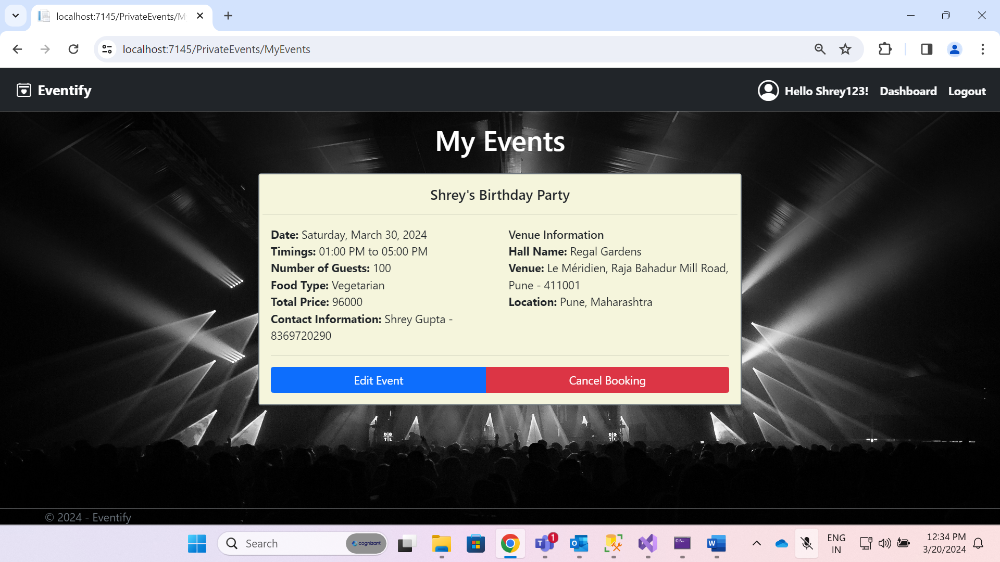 localhost:7145/PrivateEvents/M
localhost:7145/PrivateEvents/MyEvents
Eventify
Hello Shrey123!
Dashboard
Logout
My Events
Shrey's Birthday Party
Date: Saturday, March 30, 2024
Timings: 01:00 PM to 05:00 PM
Number of Guests: 100
Food Type: Vegetarian
Total Price: 96000
Contact Information: Shrey Gupta -
8369720290
Venue Information
Hall Name: Regal Gardens
Venue: Le Méridien, Raja Bahadur Mill Road,
Pune - 411001
Location: Pune, Maharashtra
Edit Event
Cancel Booking
© 2024 - Eventify
Search
cognizant
1
ENG
IN
12:34 PM
3/20/2024